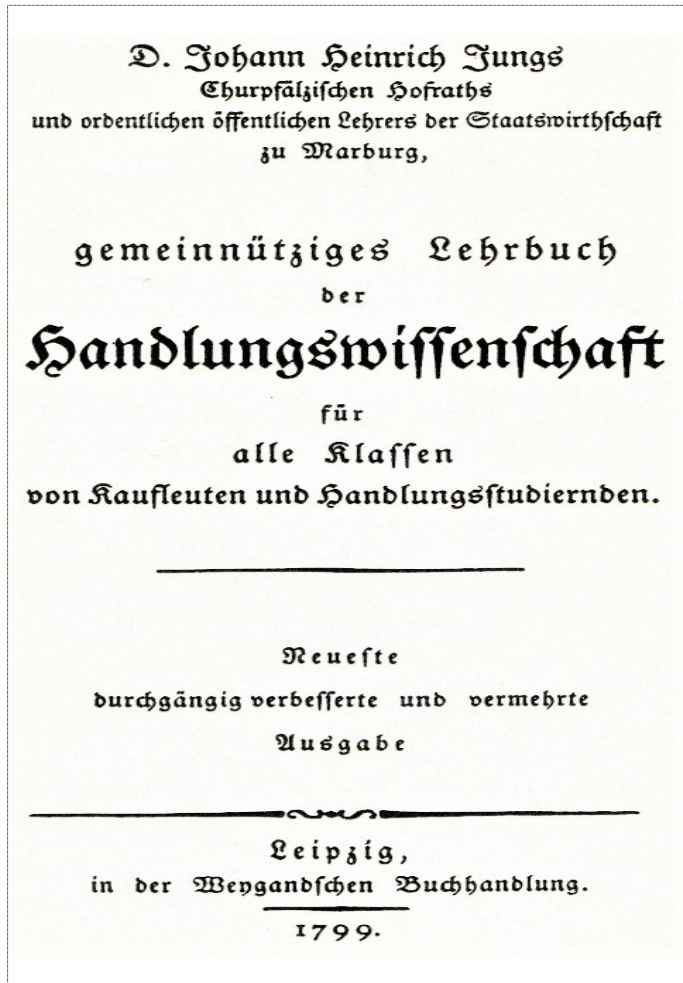 D. Johann Heinrich Jungs
Churpfälzischen Hofraths
und ordentlichen öffentlichen Lehrers der Staatswirthschaft
zu Marburg,
gemeinnütziges Lehrbuch
der
Handlungswissenschaft
für
alle Klassen
von Kaufleuten und Handlungsstudiernden.
Neueste
durchgängig verbesserte und vermehrte
Ausgabe
Leipzig,
in der Weygandschen Buchhandlung.
1799.